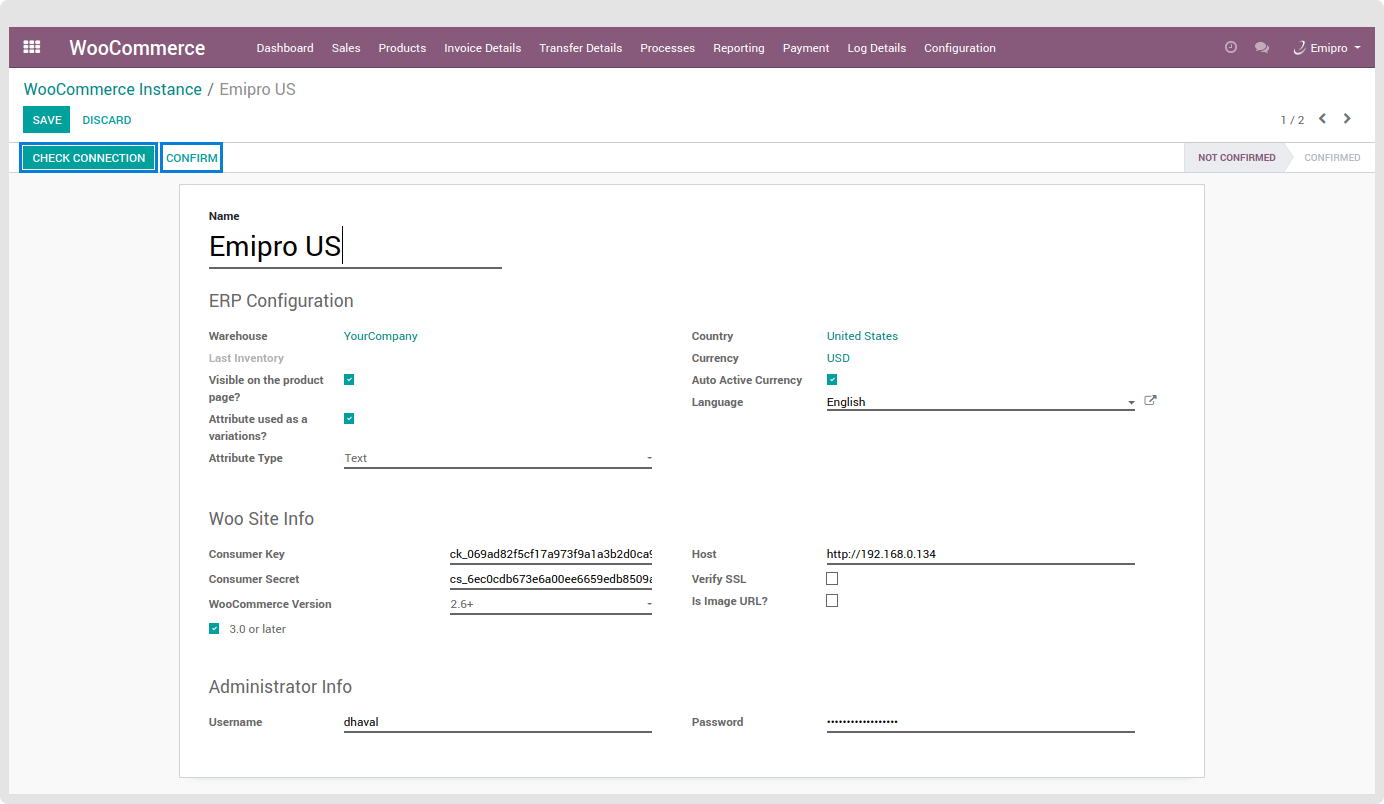 WooCommerce Dashboard Sales Products Invoice Details Transfer Details Processes Reporting Payment Log Details Configuration Emipro
WooCommerce Instance / Emipro US
SAVE DISCARD 1 / 2
CHECK CONNECTION CONFIRM NOT CONFIRMED CONFIRMED
Name
Emipro US
ERP Configuration
Warehouse YourCompany Country United States
Last Inventory Currency USD
Visible on the product Auto Active Currency
page?
Language English
Attribute used as a
variations?
Attribute Type Text
Woo Site Info
Consumer Key ck_069ad82f5cf17a973f9a1a3b2d0ca9 Host http://192.168.0.134
Consumer Secret cs_6ec0cdb673e6a00ee6659edb8509a Verify SSL
WooCommerce Version 2.6+ Is Image URL?
3.0 or later
Administrator Info
Username dhaval Password ••••••••••••••••••